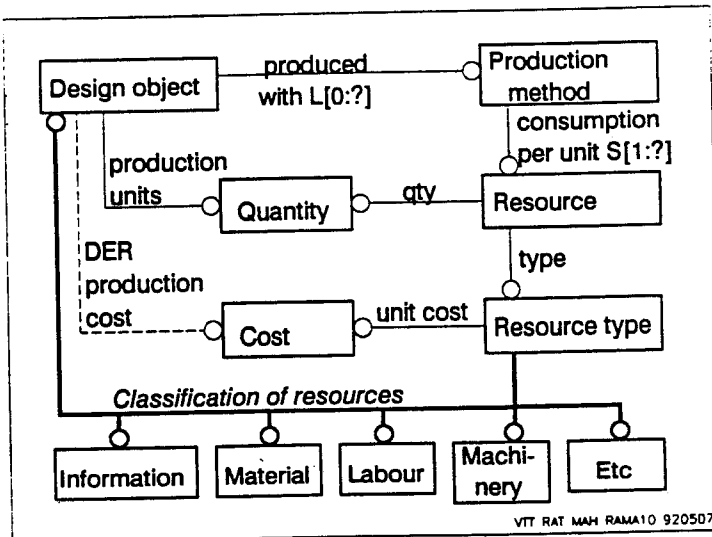 Design object
produced
with L[0:?]
Production
method
consumption
per unit S[1:?]
production
units
Quantity
qty
Resource
DER
production
cost
type
Cost
unit cost
Resource type
Classification of resources
Information
Material
Labour
Machi-
nery
Etc
VTT RAT MAH RAMA10 920507